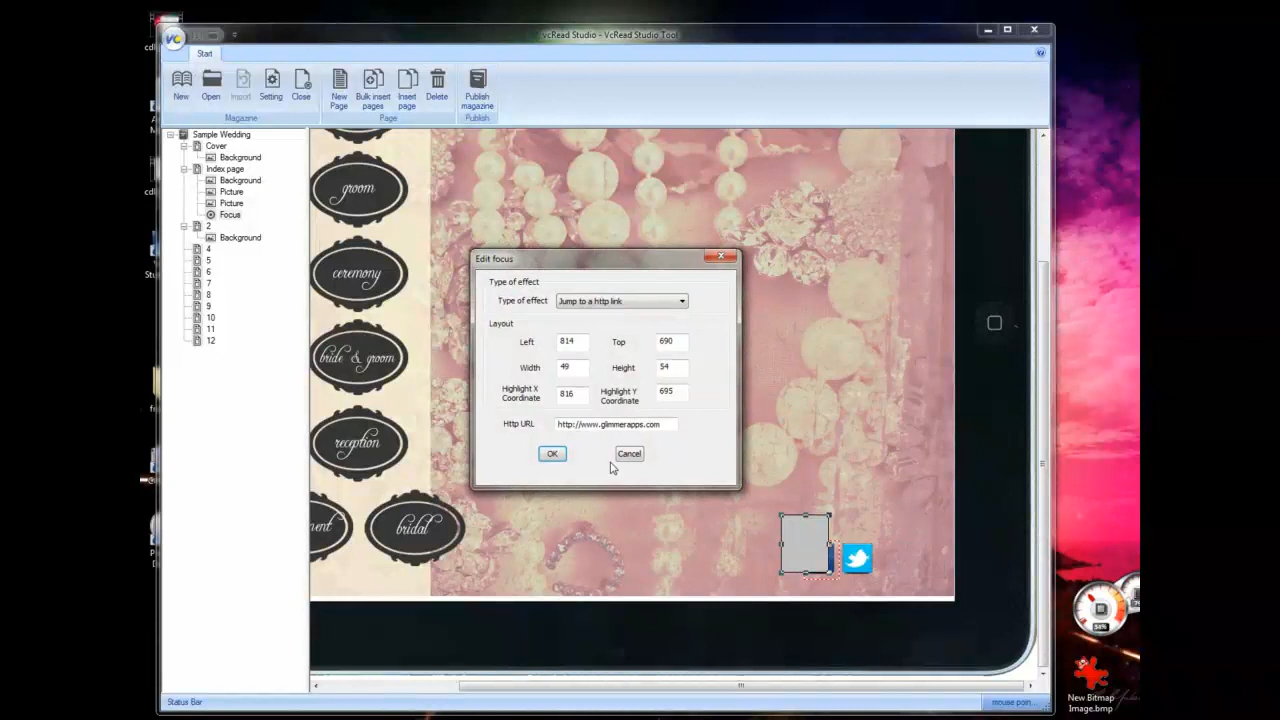 vcRead Studio - VcRead Studio Tool
Start
New
Open
Import
Setting
Close
New Page
Bulk insert pages
Insert page
Delete
Publish magazine
Magazine
Page
Publish
Sample Wedding
Cover
Background
Index page
Background
Picture
Picture
Focus
2
Background
4
5
6
7
8
9
10
11
12
groom
ceremony
bride & groom
reception
bridal
Edit focus
Type of effect
Type of effect Jump to a http link
Layout
Left 814 Top 690
Width 49 Height 54
Highlight X Coordinate 816 Highlight Y Coordinate 695
Http URL http://www.glimmerapps.com
OK Cancel
Status Bar
mouse poin...
New Bitmap
Image.bmp